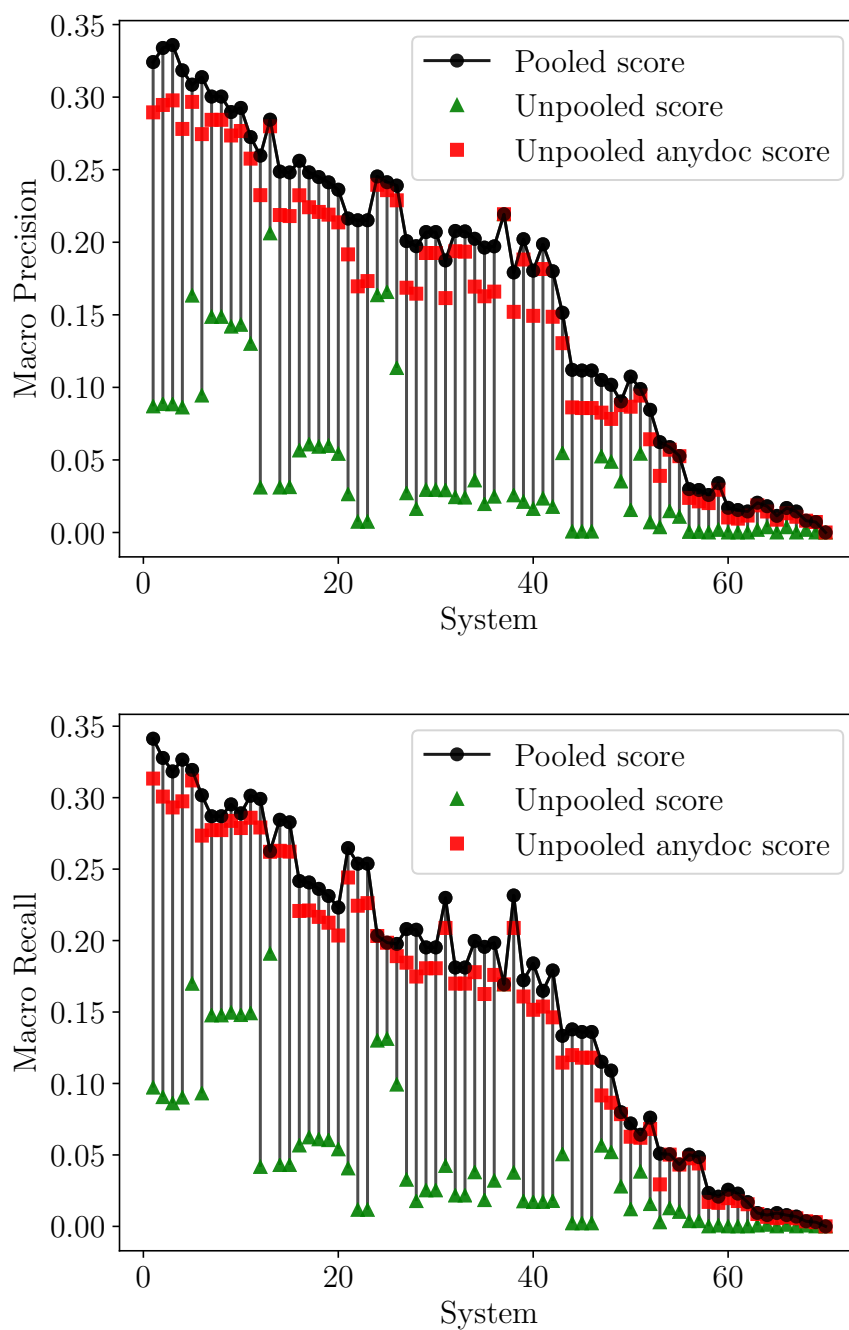 0.35
0.30
0.25
0.20
0.15
0.10
0.05
0.00
Macro Precision
Pooled score
Unpooled score
Unpooled anydoc score
0 20 40 60
System
0.35
0.30
0.25
0.20
0.15
0.10
0.05
0.00
Macro Recall
Pooled score
Unpooled score
Unpooled anydoc score
0 20 40 60
System